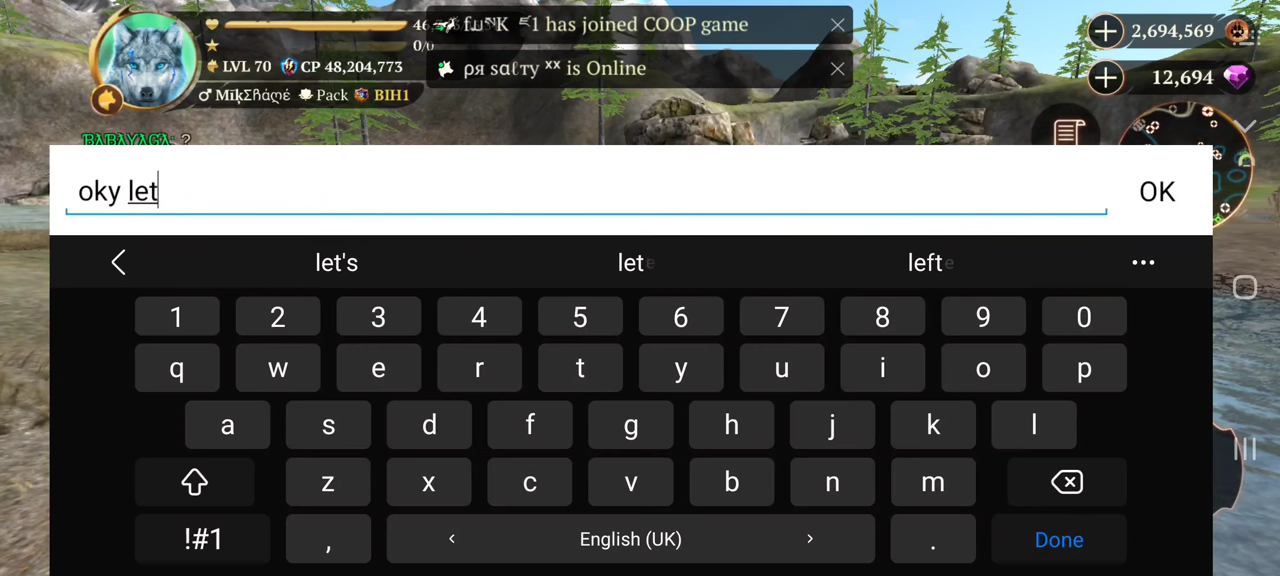 has joined COOP game
is Online
2,694,569
0/0
LVL 70 CP 48,204,773
12,694
Pack BIH1
BABAYAGA: ?
oky let
OK
let's let left
1 2 3 4 5 6 7 8 9 0
q w e r t y u i o p
a s d f g h j k l
z x c v b n m
!#1 , < English (UK) > . Done